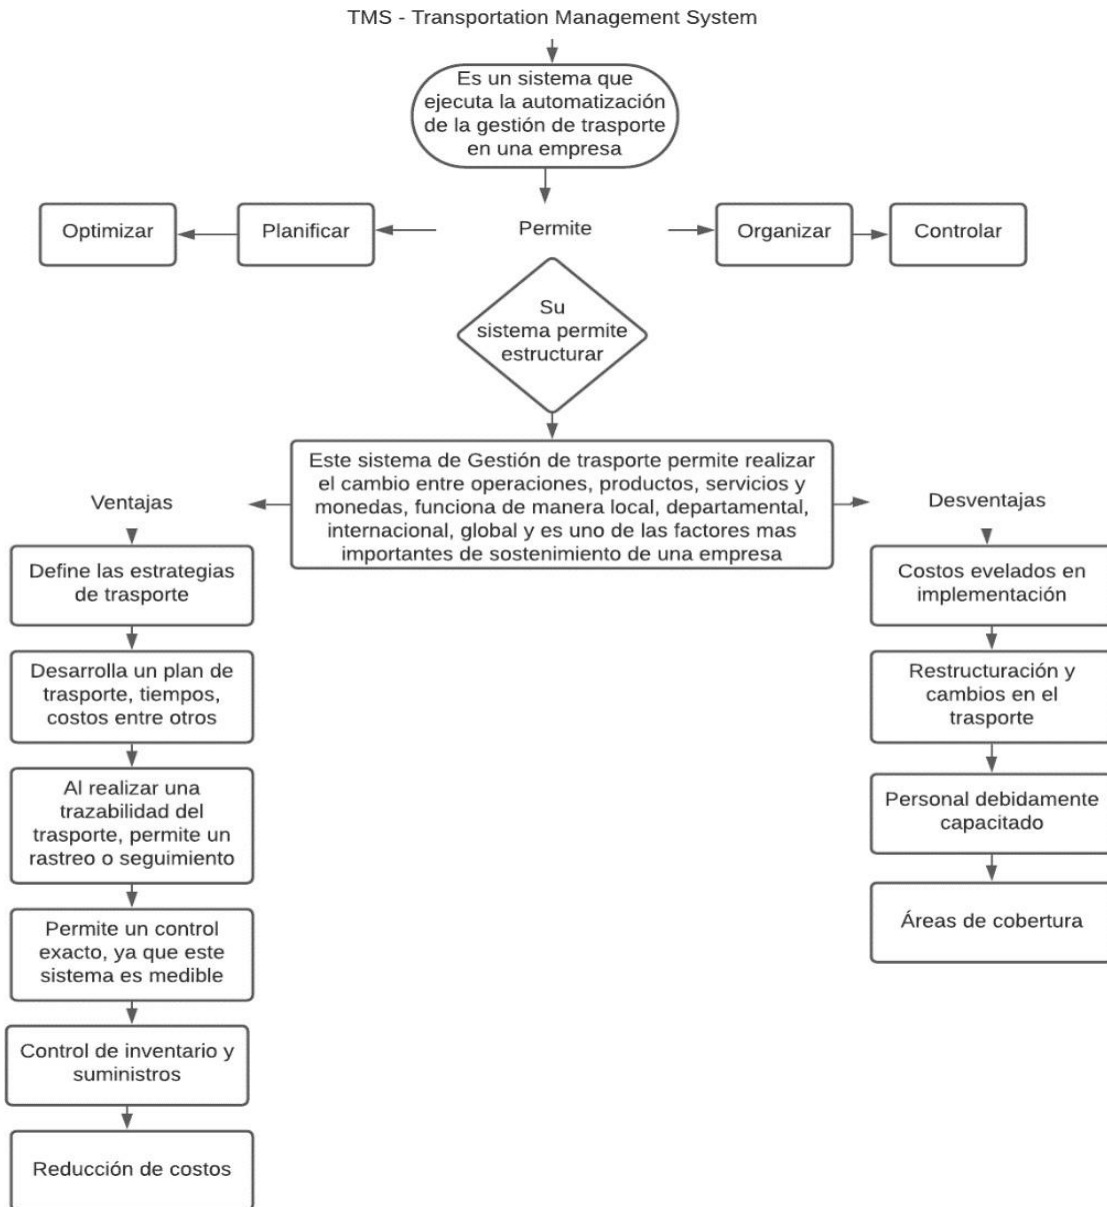 TMS - Transportation Management System
Es un sistema que
ejecuta la automatización
de la gestión de trasporte
en una empresa
Optimizar
Planificar
Permite
Organizar
Controlar
Su
sistema permite
estructurar
Este sistema de Gestión de trasporte permite realizar
el cambio entre operaciones, productos, servicios y
monedas, funciona de manera local, departamental,
internacional, global y es uno de las factores mas
importantes de sostenimiento de una empresa
Ventajas
Define las estrategias
de trasporte
Desarrolla un plan de
trasporte, tiempos,
costos entre otros
Al realizar una
trazabilidad del
trasporte, permite un
rastreo o seguimiento
Permite un control
exacto, ya que este
sistema es medible
Control de inventario y
suministros
Reducción de costos
Desventajas
Costos evelados en
implementación
Restructuración y
cambios en el
trasporte
Personal debidamente
capacitado
Áreas de cobertura